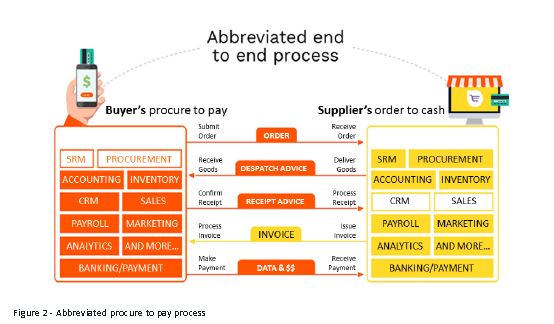 Abbreviated end
to end process
Buyer's procure to pay
Supplier's order to cash
Submit
Order
ORDER
Receive
Order
SRM
PROCUREMENT
Receive
Goods
DESPATCH ADVICE
Deliver
Goods
SRM
PROCUREMENT
ACCOUNTING
INVENTORY
ACCOUNTING
INVENTORY
Confirm
Receipt
RECEIPT ADVICE
Process
Receipt
CRM
SALES
CRM
SALES
PAYROLL
MARKETING
Process
Invoice
INVOICE
Issue
Invoice
PAYROLL
MARKETING
ANALYTICS
AND MORE...
ANALYTICS
AND MORE...
Make
Payment
DATA & $$
Receive
Payment
BANKING/PAYMENT
BANKING/PAYMENT
$
Figure 2 - Abbreviated procure to pay process